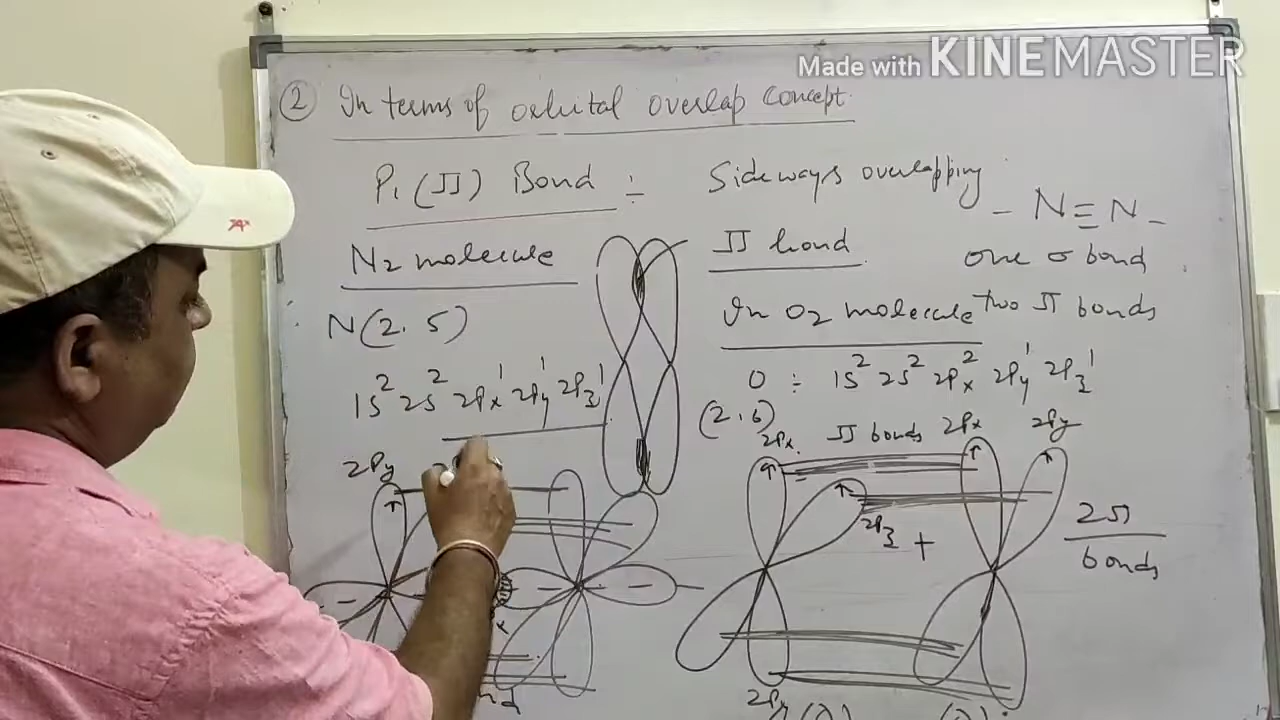 Made with KINEMASTER
② In terms of orbital overlap concept.
Pi (π) Bond ÷ Sideways overlapping
- N≡N -
N2 molecule
π bond
one σ bond
N(2.5)
In O2 molecule
two π bonds
1s² 2s² 2Px¹ 2Py¹ 2Pz¹
O ÷ 1s² 2s² 2Px² 2Py¹ 2Pz¹
(2,6)
2Px. π bonds 2Px 2Py
2Py
2Pz +
2π
bonds